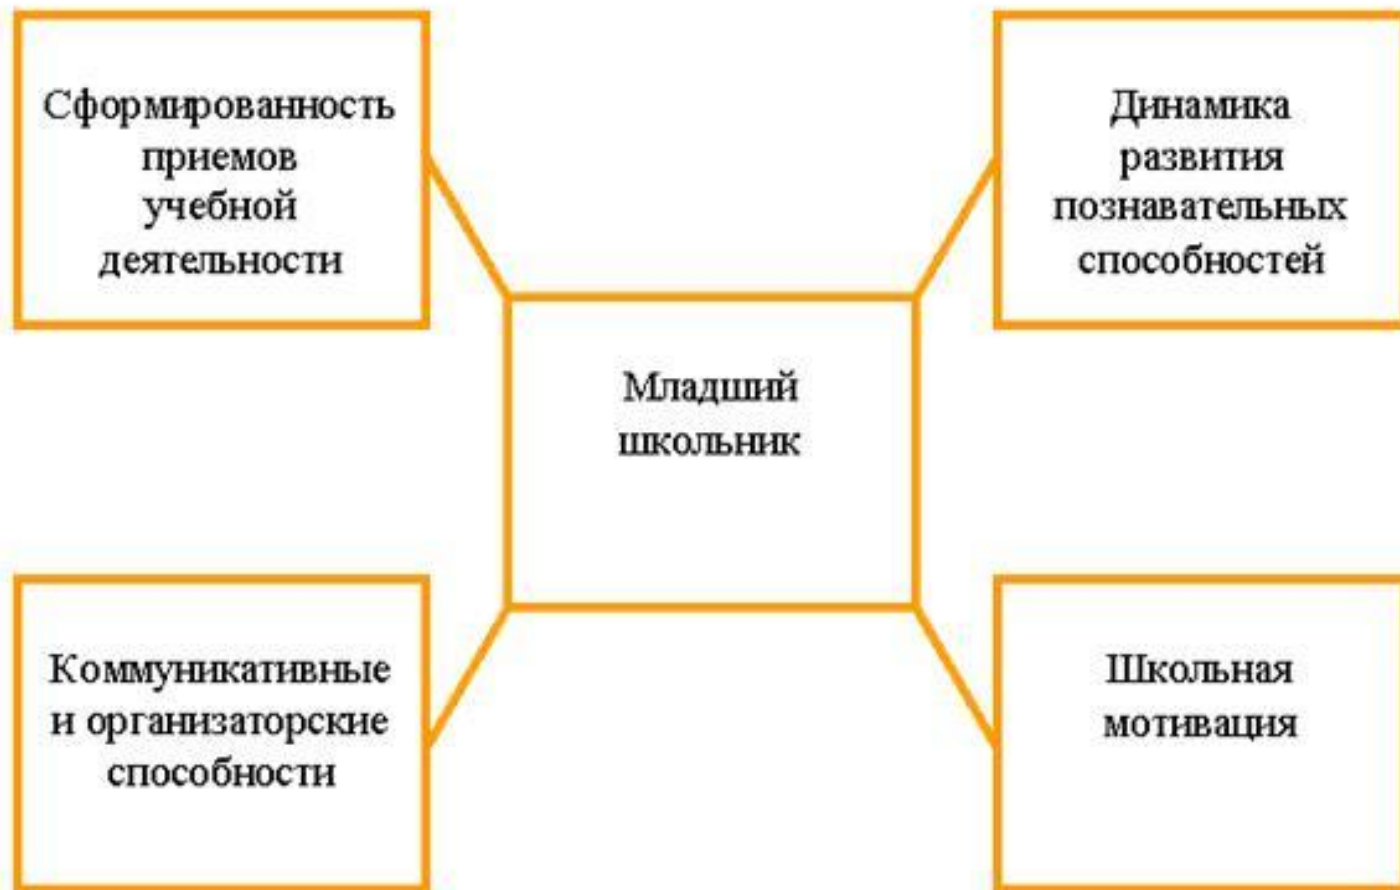 Сформированность
приемов
учебной
деятельности
Динамика
развития
познавательных
способностей
Младший
школьник
Коммуникативные
и организаторские
способности
Школьная
мотивация